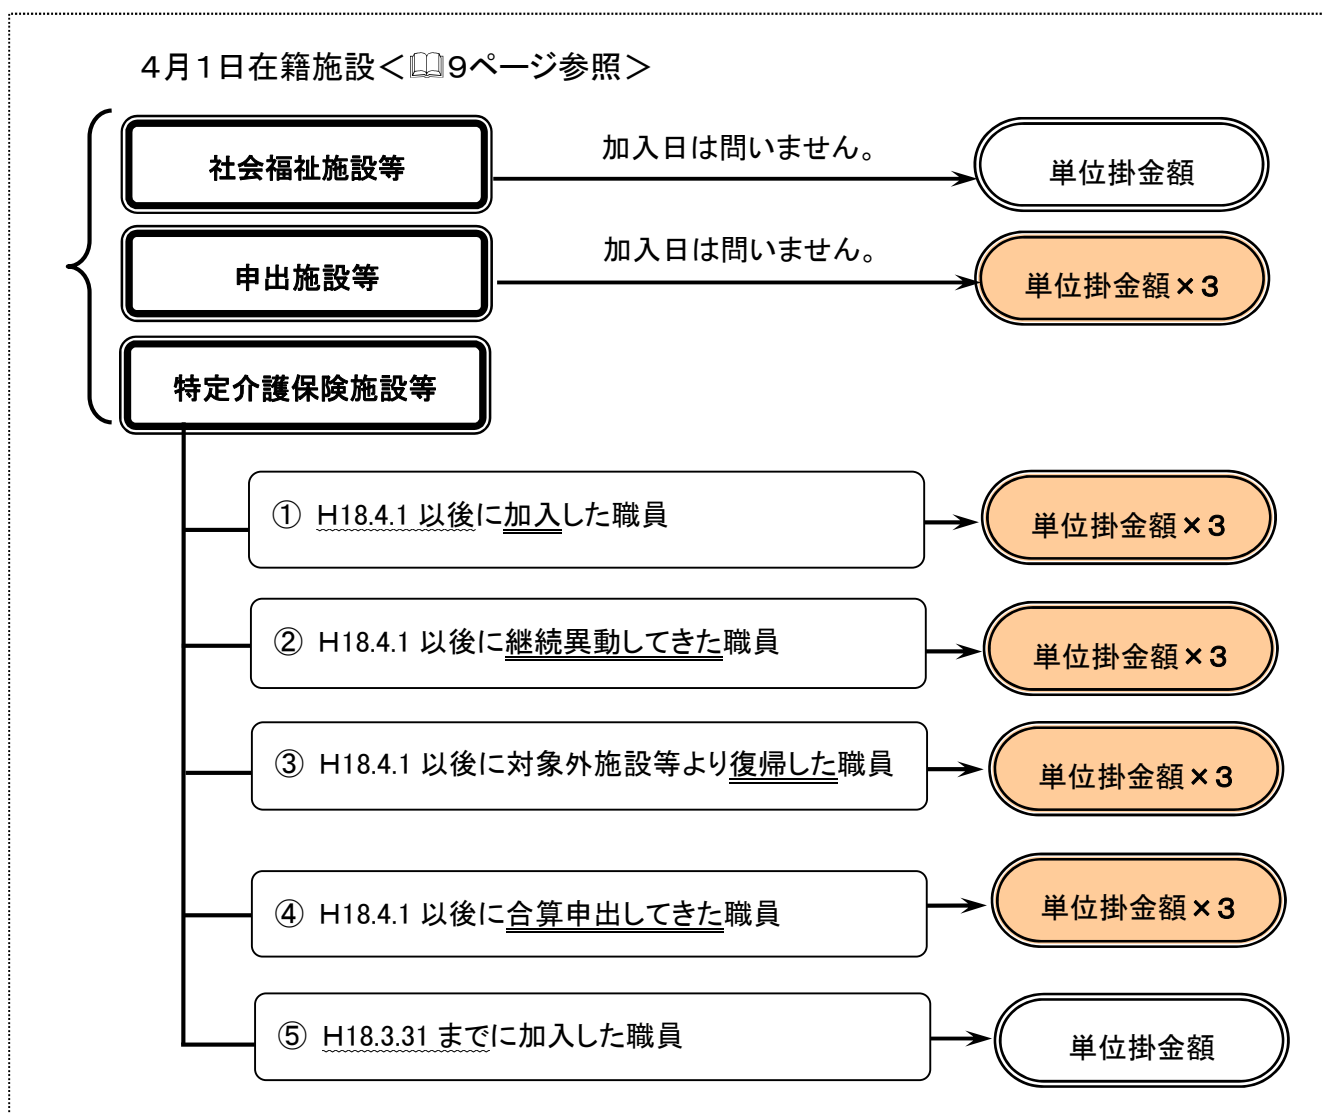 ４月１日在籍施設＜📖９ページ参照＞
社会福祉施設等
加入日は問いません。
単位掛金額
申出施設等
加入日は問いません。
単位掛金額×３
特定介護保険施設等
① H18.4.1 以後に加入した職員
単位掛金額×３
② H18.4.1 以後に継続異動してきた職員
単位掛金額×３
③ H18.4.1 以後に対象外施設等より復帰した職員
単位掛金額×３
④ H18.4.1 以後に合算申出してきた職員
単位掛金額×３
⑤ H18.3.31 までに加入した職員
単位掛金額